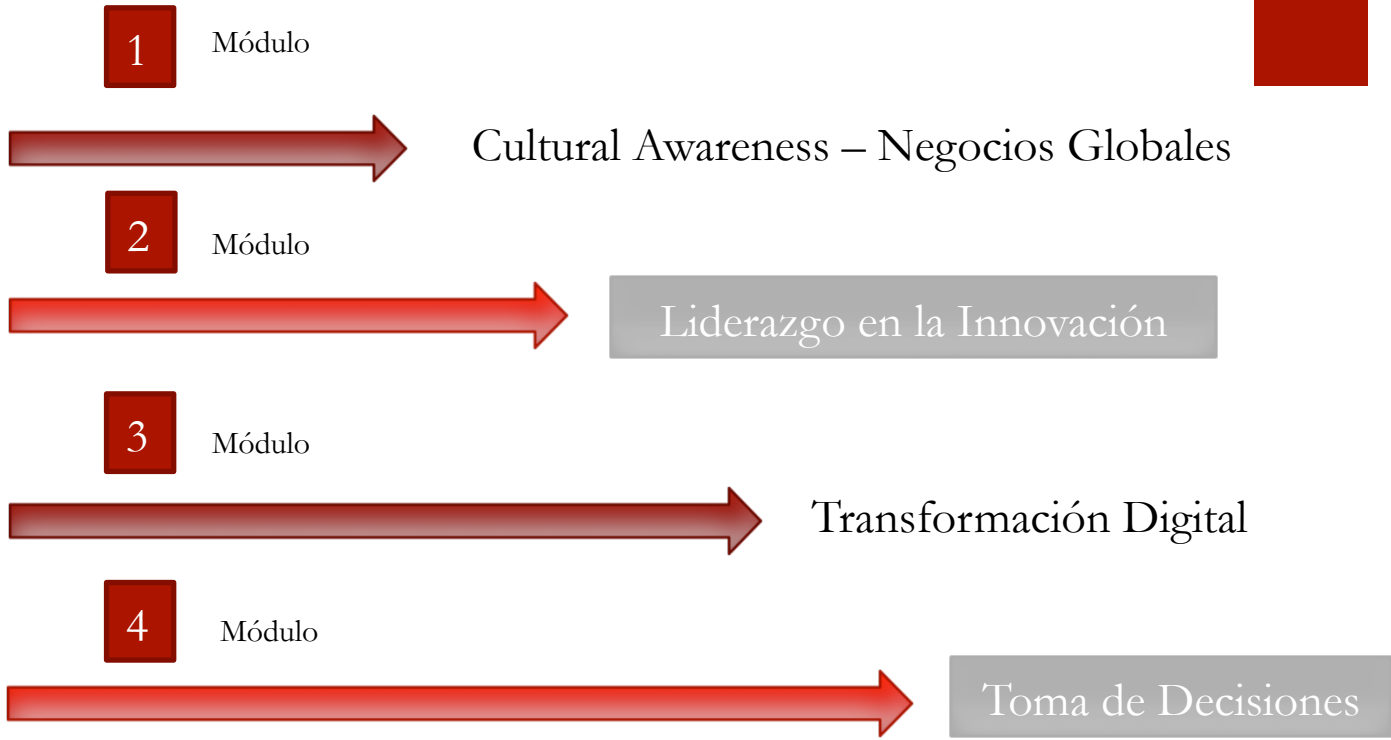 1
Módulo
Cultural Awareness – Negocios Globales
2
Módulo
Liderazgo en la Innovación
3
Módulo
Transformación Digital
4
Módulo
Toma de Decisiones